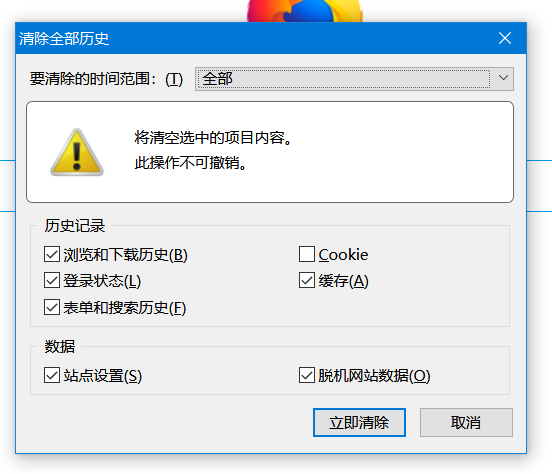 清除全部历史
要清除的时间范围：(T) 全部
将清空选中的项目内容。
此操作不可撤销。
历史记录
浏览和下载历史(B) Cookie
登录状态(L) 缓存(A)
表单和搜索历史(F)
数据
站点设置(S) 脱机网站数据(O)
立即清除 取消